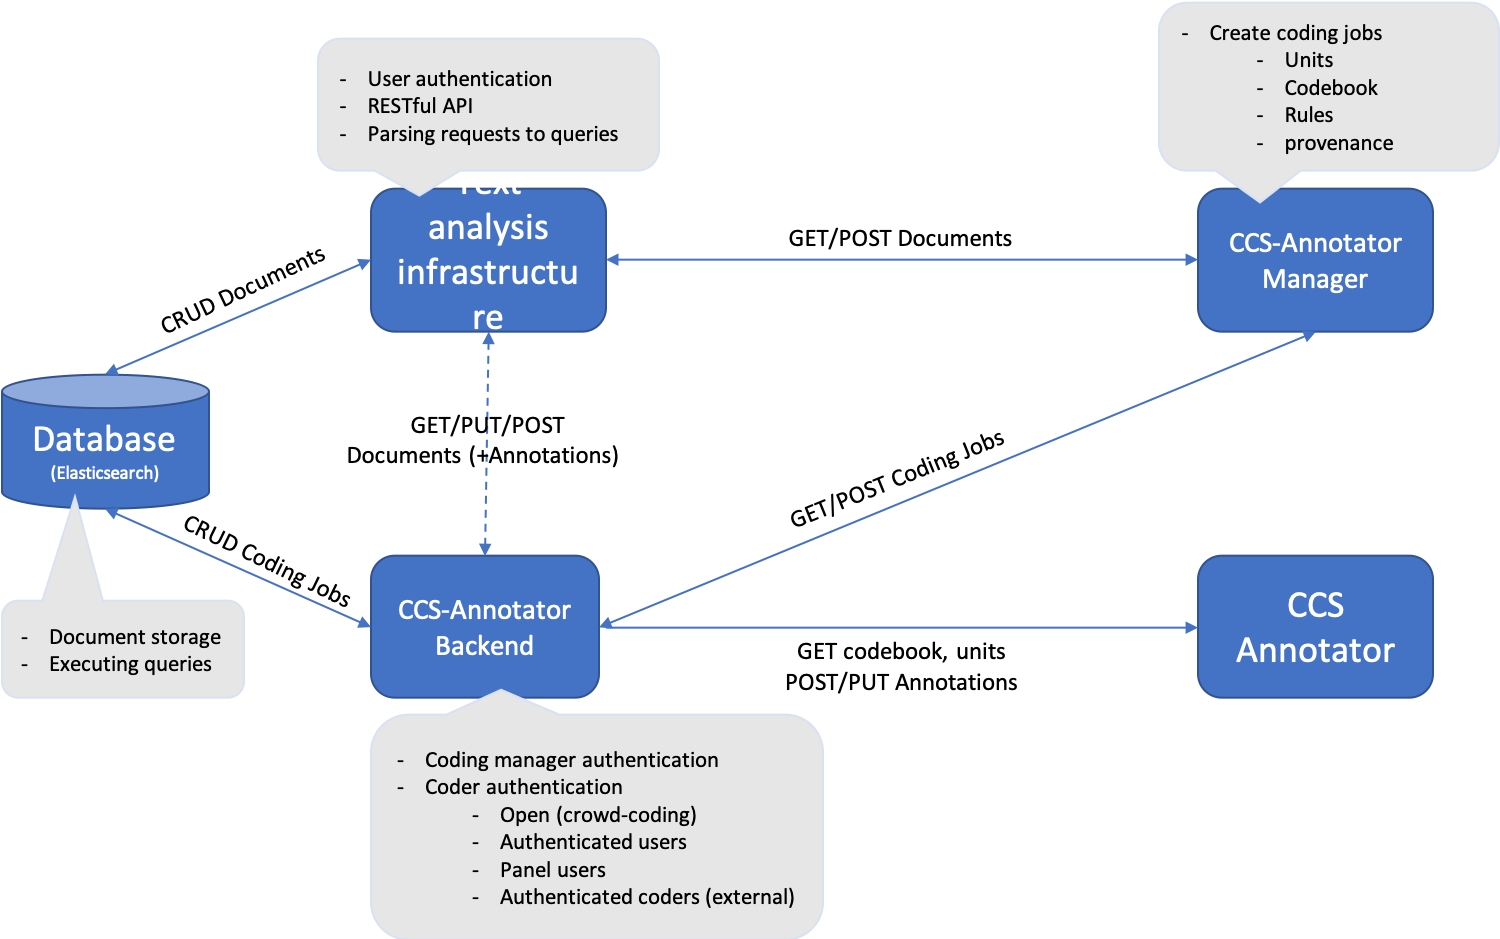 - User authentication
- RESTful API
- Parsing requests to queries
- Create coding jobs
- Units
- Codebook
- Rules
- provenance
Text
analysis
infrastructu
re
GET/POST Documents
CCS-Annotator
Manager
CRUD Documents
Database
(Elasticsearch)
GET/PUT/POST
Documents (+Annotations)
GET/POST Coding Jobs
CRUD Coding Jobs
- Document storage
- Executing queries
CCS-Annotator
Backend
GET codebook, units
POST/PUT Annotations
CCS
Annotator
- Coding manager authentication
- Coder authentication
- Open (crowd-coding)
- Authenticated users
- Panel users
- Authenticated coders (external)